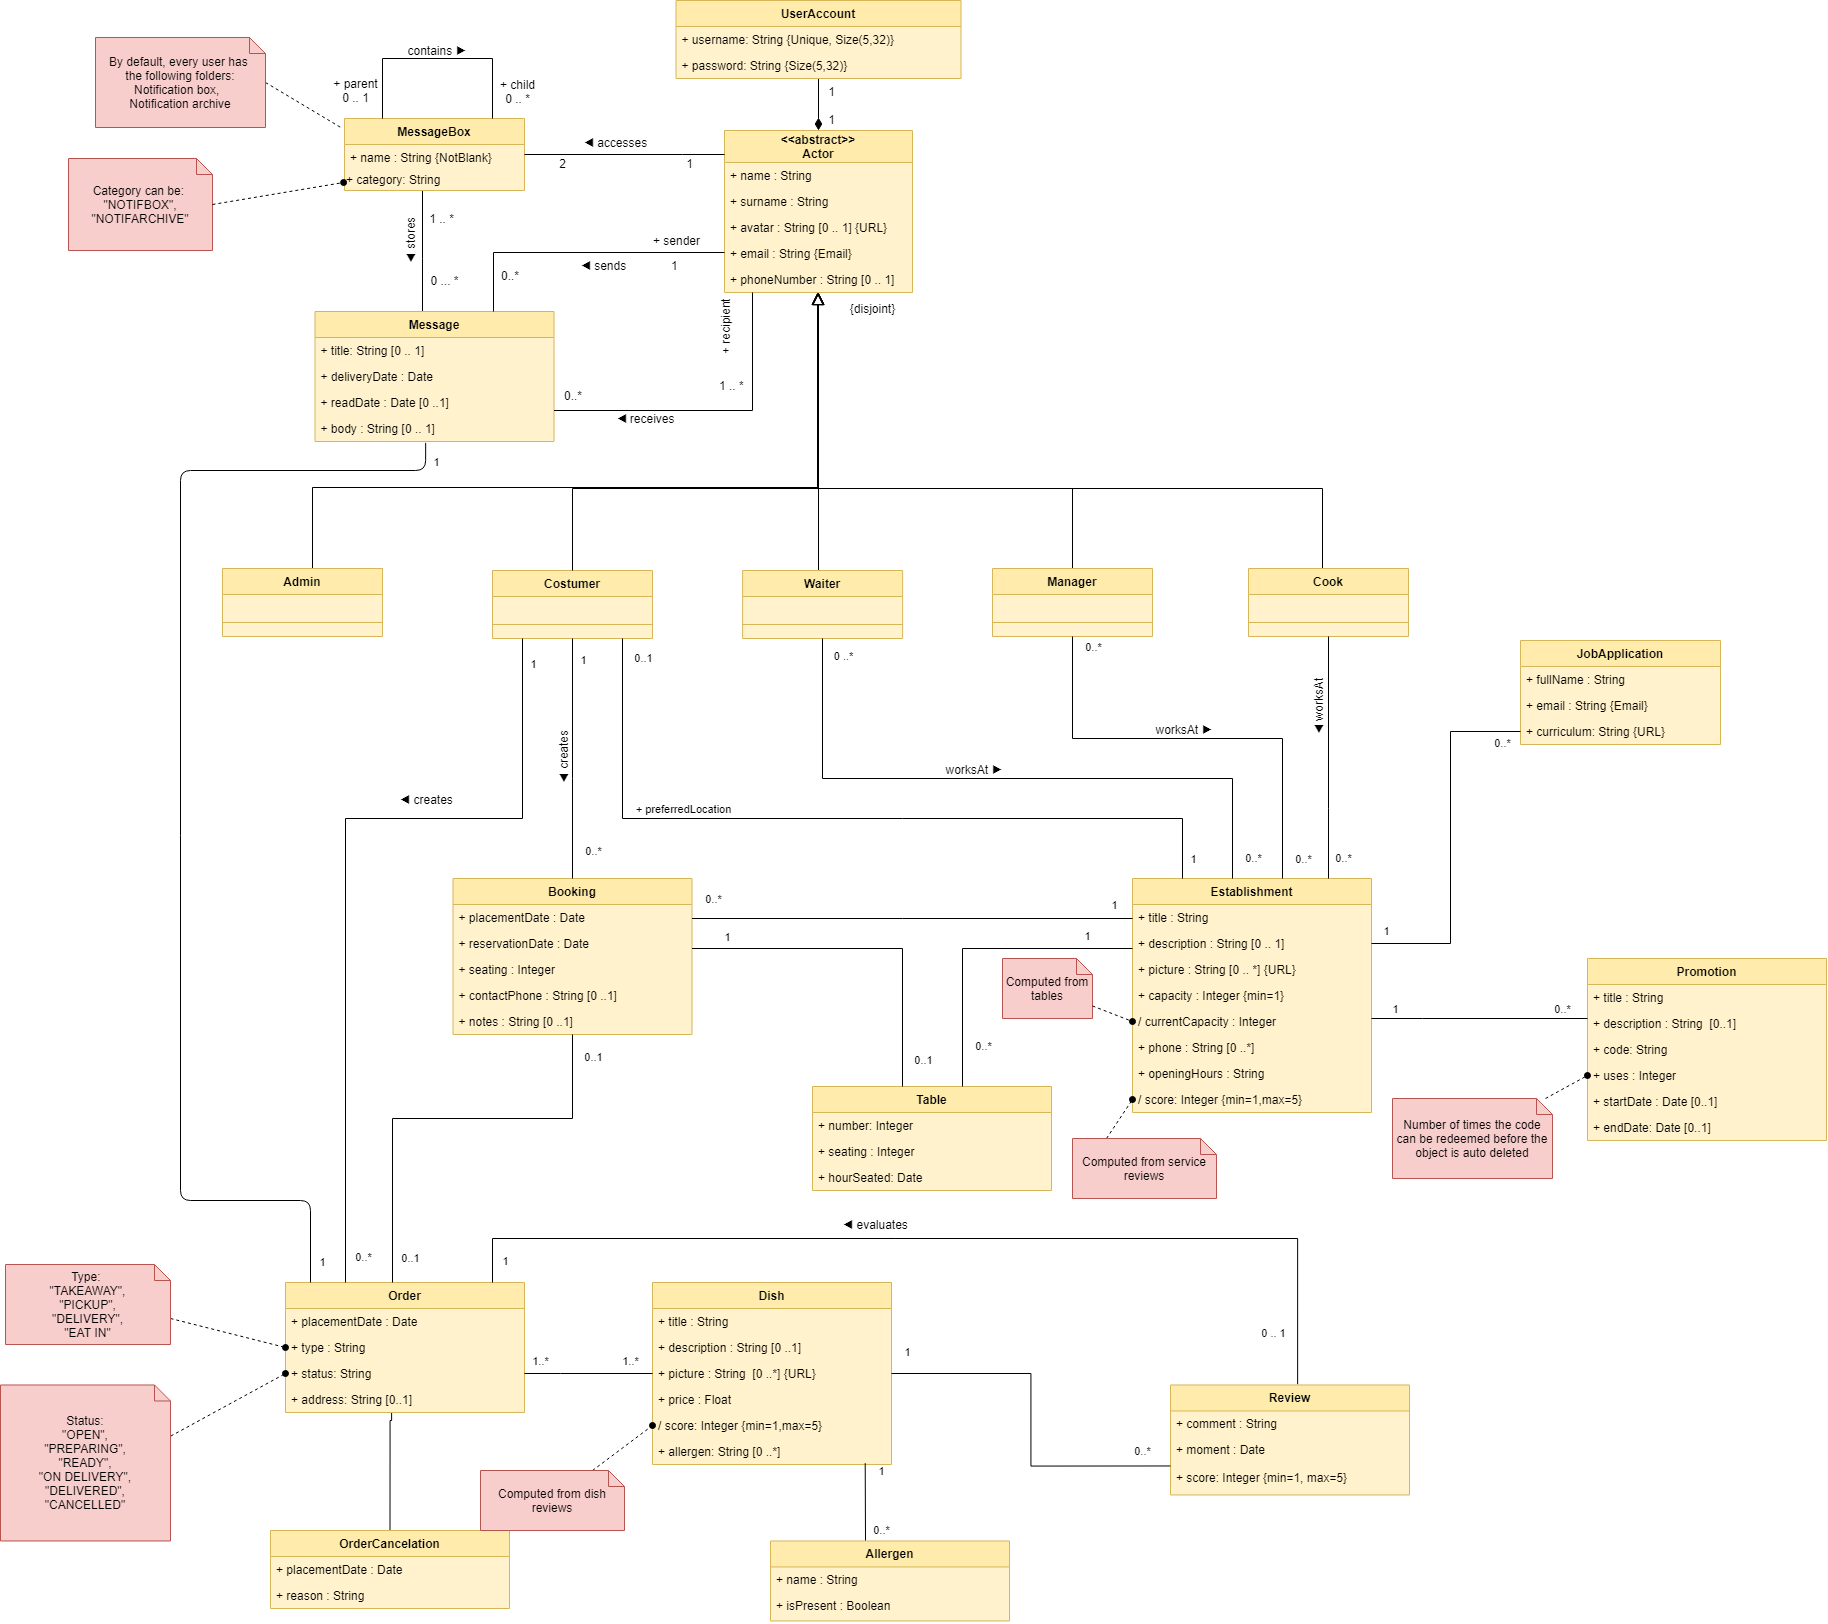 UserAccount
+ username: String {Unique, Size(5,32)}
+ password: String {Size(5,32)}
1
1
By default, every user has
the following folders:
Notification box,
Notification archive
contains ►
+ parent
0 .. 1
+ child
0 .. *
MessageBox
+ name : String {NotBlank}
+ category: String
Category can be:
"NOTIFBOX",
"NOTIFARCHIVE"
◄ accesses
2
1
<<abstract>>
Actor
+ name : String
+ surname : String
+ avatar : String [0 .. 1] {URL}
+ email : String {Email}
+ phoneNumber : String [0 .. 1]
◄ stores
1 .. *
0 ... *
+ sender
◄ sends
1
0..*
{disjoint}
+ recipient
1 .. *
0..*
◄ receives
Message
+ title: String [0 .. 1]
+ deliveryDate : Date
+ readDate : Date [0 ..1]
+ body : String [0 .. 1]
1
Admin
Costumer
Waiter
Manager
Cook
1
1
0..1
0 ..*
0..*
JobApplication
+ fullName : String
+ email : String {Email}
+ curriculum: String {URL}
0..*
◄ worksAt
worksAt ►
worksAt ►
◄ creates
◄ creates
+ preferredLocation
0..*
1
0..*
0..*
0..*
Booking
+ placementDate : Date
+ reservationDate : Date
+ seating : Integer
+ contactPhone : String [0 ..1]
+ notes : String [0 ..1]
0..*
1
1
1
Establishment
+ title : String
+ description : String [0 .. 1]
+ picture : String [0 .. *] {URL}
+ capacity : Integer {min=1}
/ currentCapacity : Integer
+ phone : String [0 ..*]
+ openingHours : String
/ score: Integer {min=1,max=5}
1
1
0..*
Computed from
tables
Promotion
+ title : String
+ description : String  [0..1]
+ code: String
+ uses : Integer
+ startDate : Date [0..1]
+ endDate: Date [0..1]
Number of times the code
can be redeemed before the
object is auto deleted
0..1
0..1
0..*
Table
+ number: Integer
+ seating : Integer
+ hourSeated: Date
Computed from service
reviews
◄ evaluates
1
0..*
0..1
1
0 .. 1
Type:
"TAKEAWAY",
"PICKUP",
"DELIVERY",
"EAT IN"
Order
+ placementDate : Date
+ type : String
+ status: String
+ address: String [0..1]
Status:
"OPEN",
"PREPARING",
"READY",
"ON DELIVERY",
"DELIVERED",
"CANCELLED"
1..*
1..*
Dish
+ title : String
+ description : String [0 ..1]
+ picture : String  [0 ..*] {URL}
+ price : Float
/ score: Integer {min=1,max=5}
+ allergen: String [0 ..*]
1
0..*
Review
+ comment : String
+ moment : Date
+ score: Integer {min=1, max=5}
Computed from dish
reviews
1
0..*
OrderCancelation
+ placementDate : Date
+ reason : String
Allergen
+ name : String
+ isPresent : Boolean